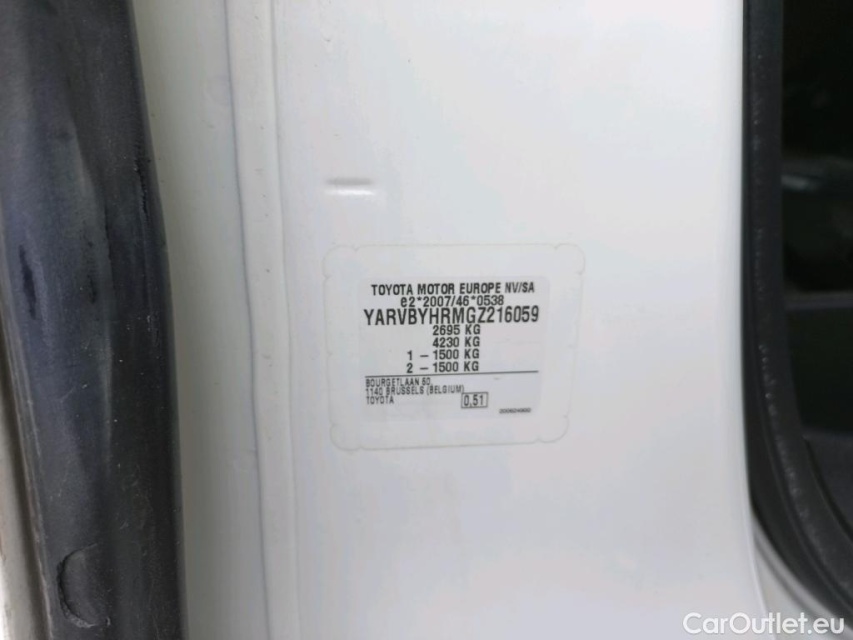 TOYOTA MOTOR EUROPE NV/SA
e2*2007/46*0538
YARVBYHRMGZ216059
2695 KG
4230 KG
1 - 1500 KG
2 - 1500 KG
BOURGETLAAN 60,
1140 BRUSSELS (BELGIUM)
TOYOTA
0.51
CarOutlet.eu